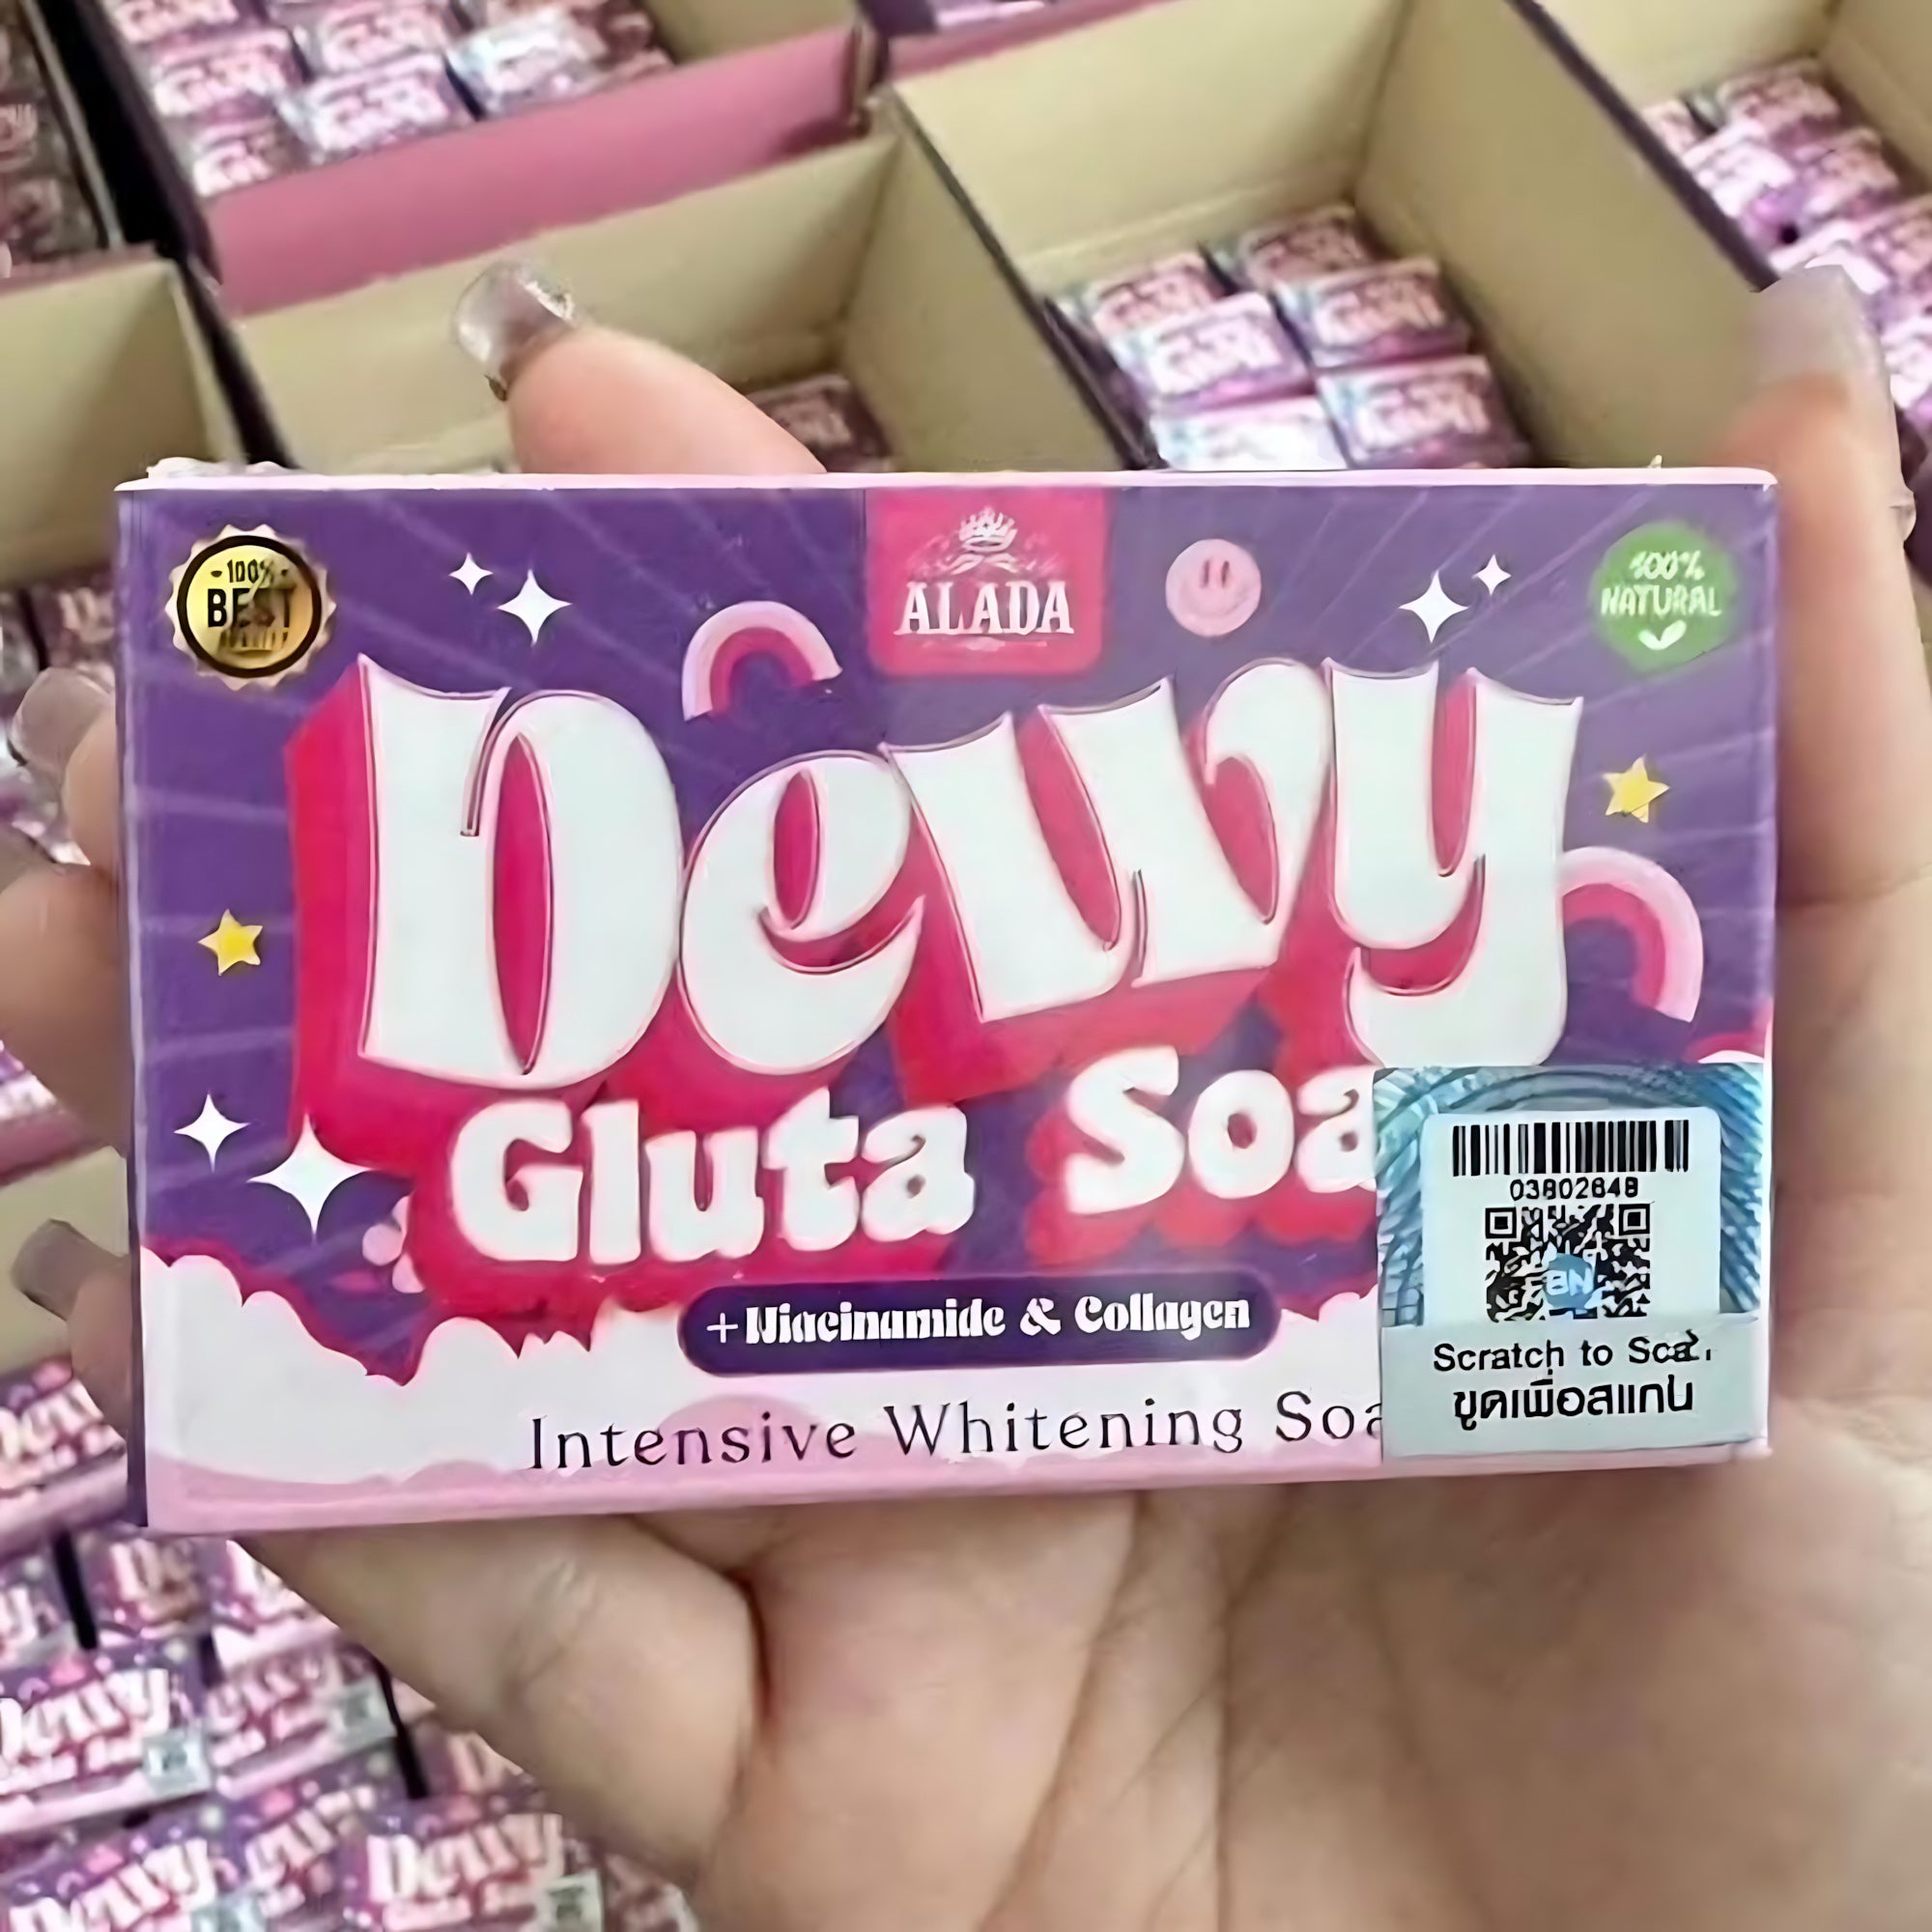 100%
BEST
ALADA
100%
NATURAL
Dewy
Gluta Soa
+ Niacinamide & Collagen
Intensive Whitening Soa
03802848
BN
Scratch to
ขูดเพื่อสแกน